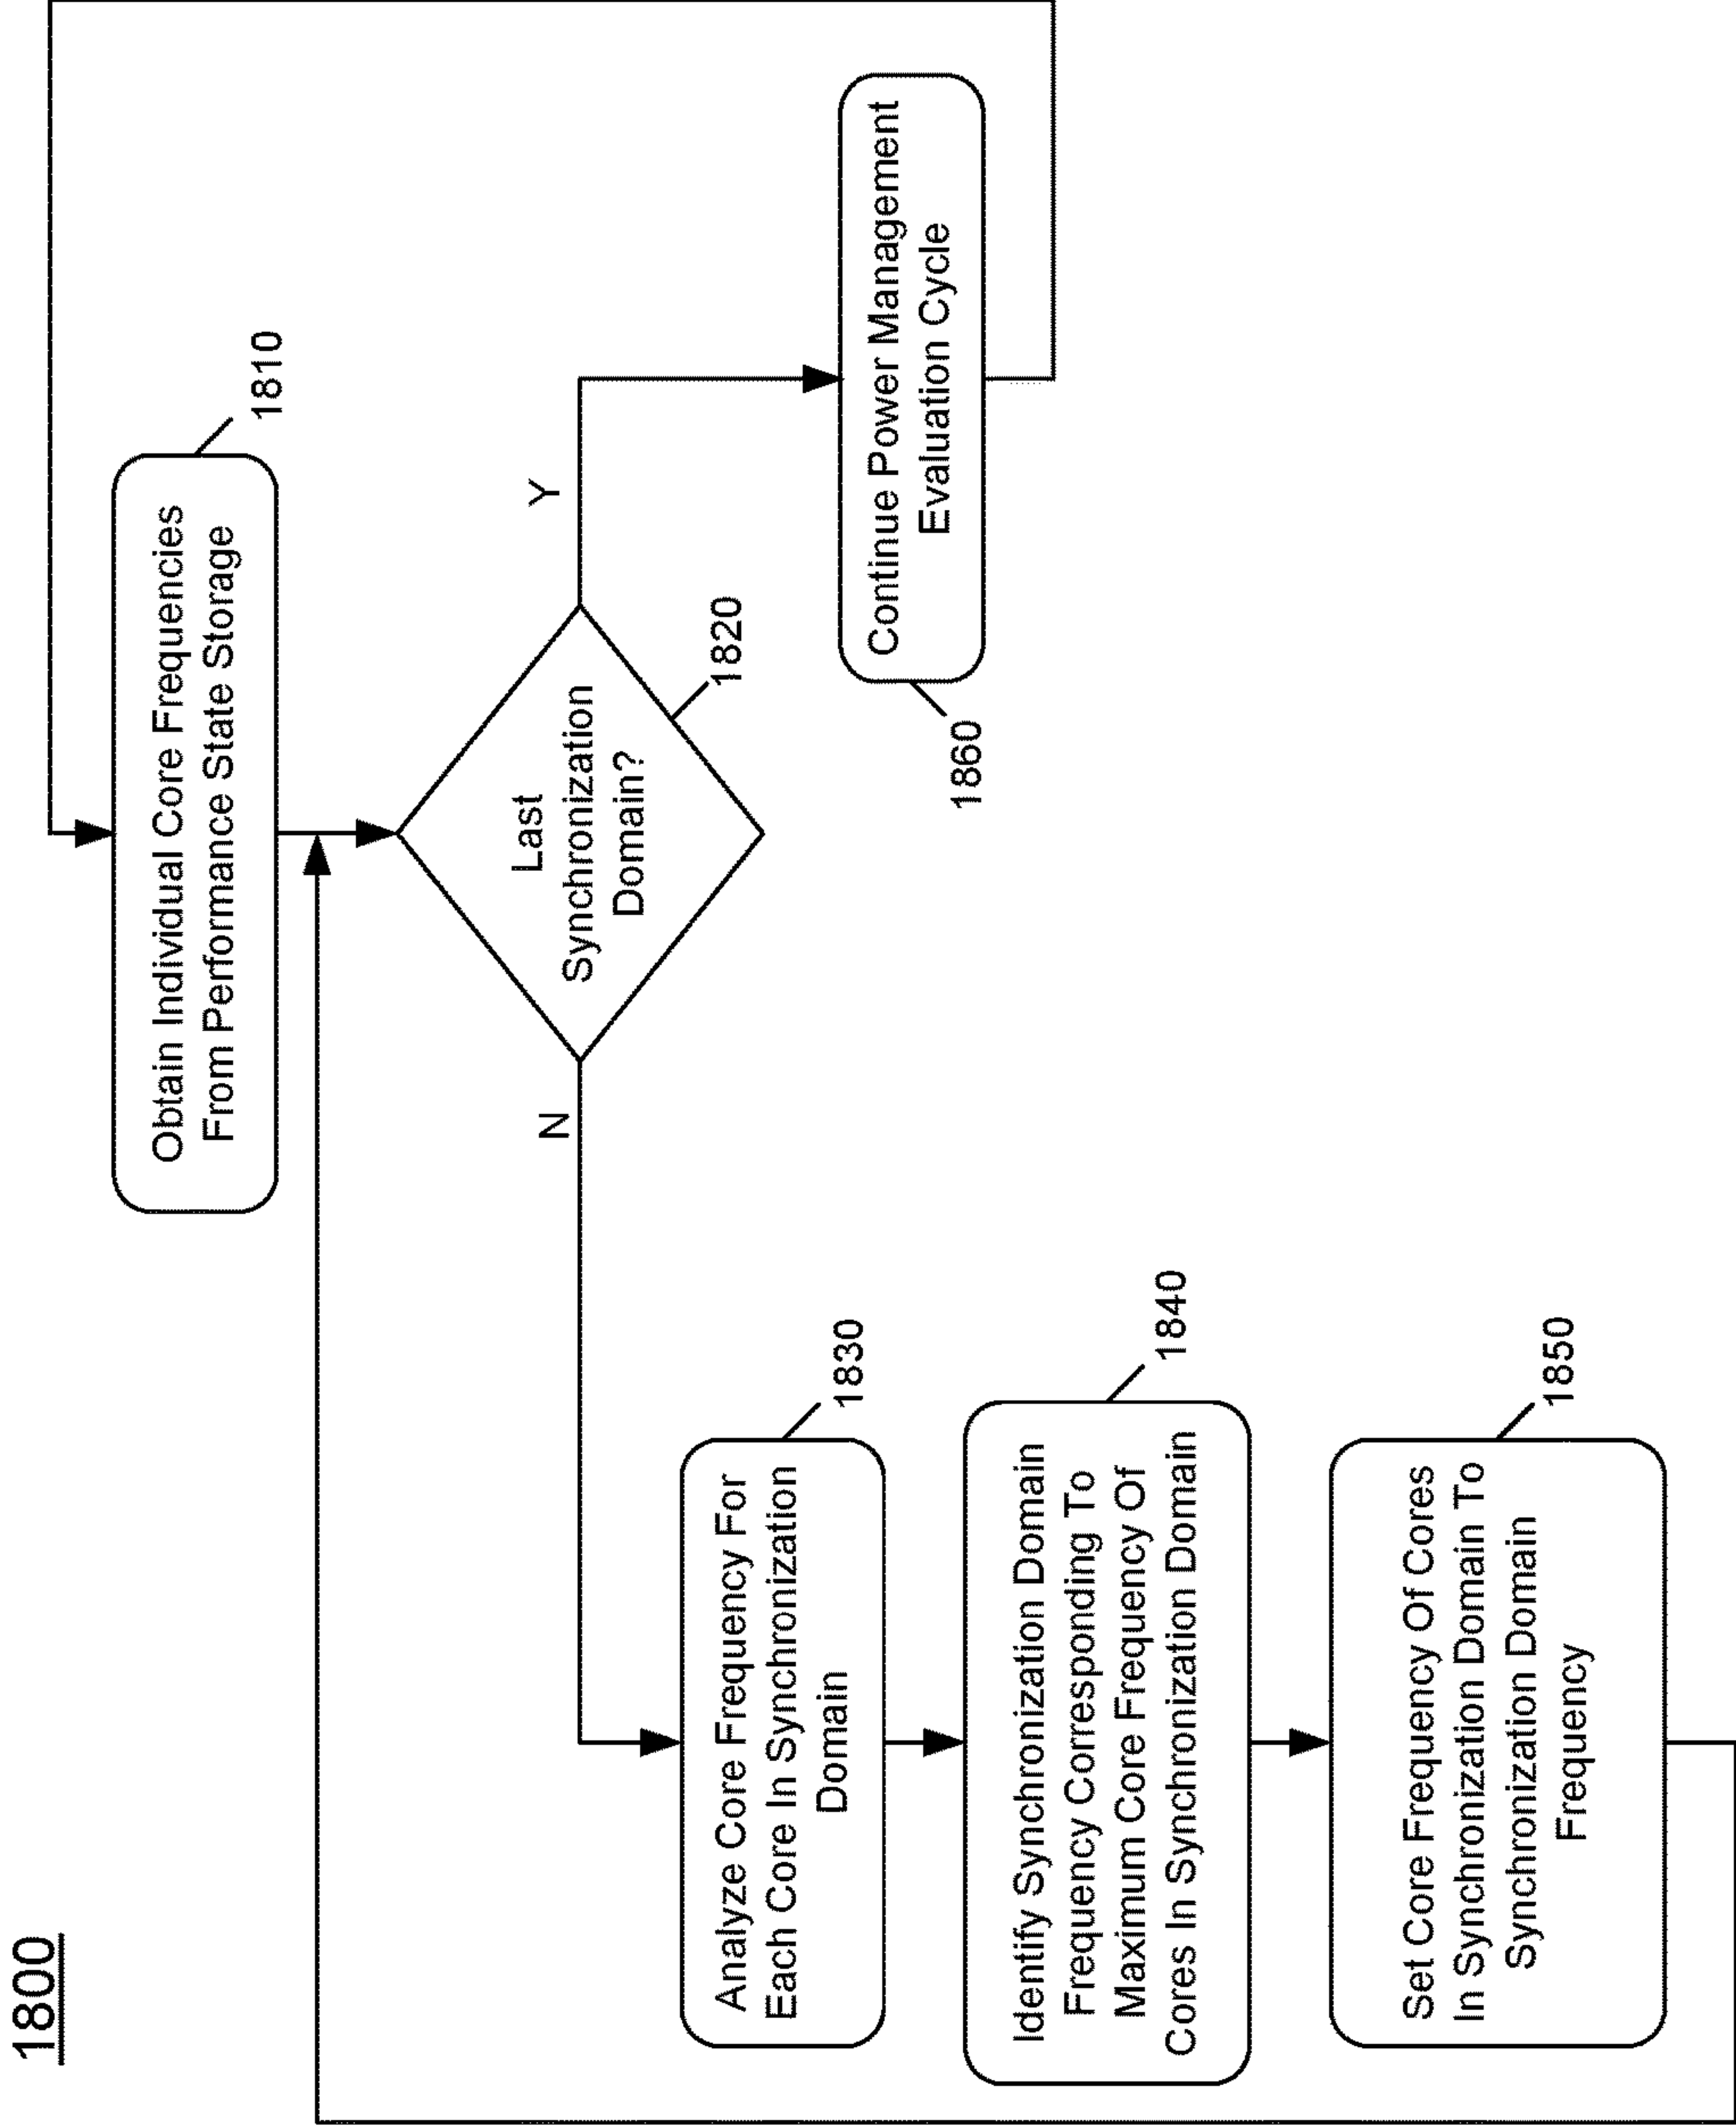 1800
Obtain Individual Core Frequencies
From Performance State Storage
1810
Last
Synchronization
Domain?
1820
N
Y
Analyze Core Frequency For
Each Core In Synchronization
Domain
1830
Identify Synchronization Domain
Frequency Corresponding To
Maximum Core Frequency Of
Cores In Synchronization Domain
1840
Set Core Frequency Of Cores
In Synchronization Domain To
Synchronization Domain
Frequency
1850
Continue Power Management
Evaluation Cycle
1860